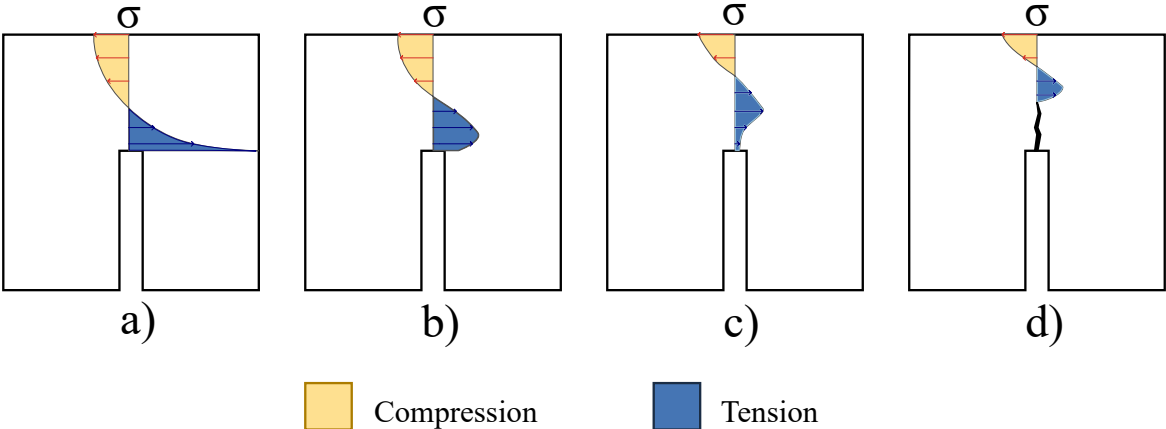 σ σ σ σ
a) b) c) d)
Compression Tension